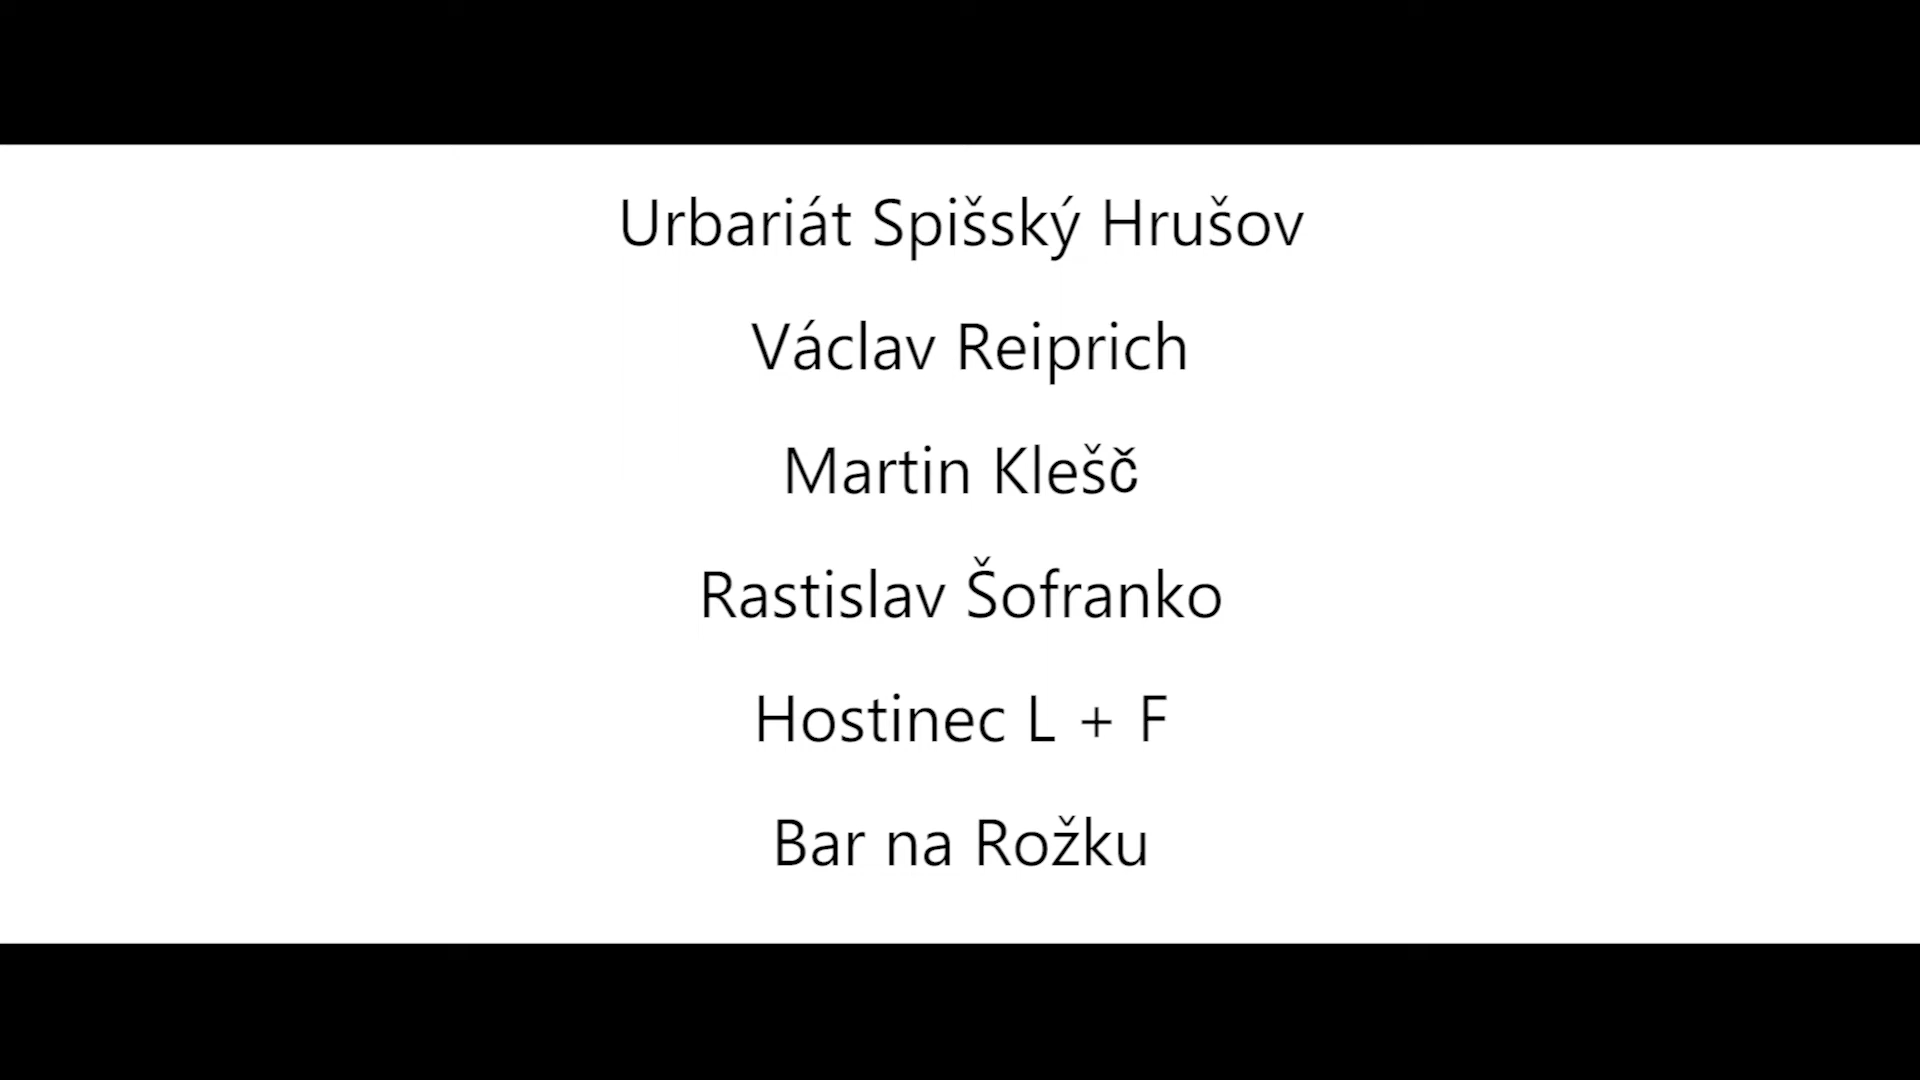 Urbariát Spišský Hrušov
Václav Reiprich
Martin Klešč
Rastislav Šofranko
Hostinec L + F
Bar na Rožku